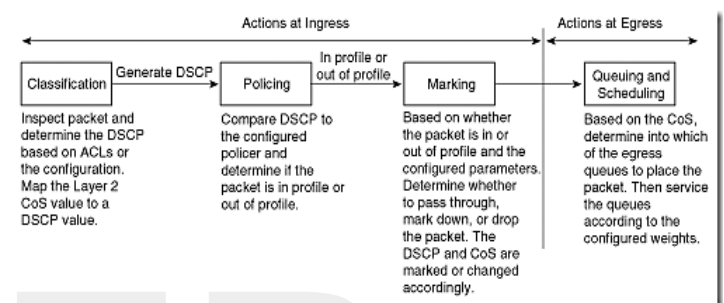 Actions at Ingress
Actions at Egress
Classification
Generate DSCP
Policing
In profile or
out of profile
Marking
Queuing and
Scheduling
Inspect packet and
determine the DSCP
based on ACLs or
the configuration.
Map the Layer 2
CoS value to a
DSCP value.
Compare DSCP to
the configured
policer and
determine if the
packet is in profile or
out of profile.
Based on whether
the packet is in or
out of profile and the
configured parameters.
Determine whether
to pass through,
mark down, or drop
the packet. The
DSCP and CoS are
marked or changed
accordingly.
Based on the CoS,
determine into which
of the egress
queues to place the
packet. Then service
the queues
according to the
configured weights.